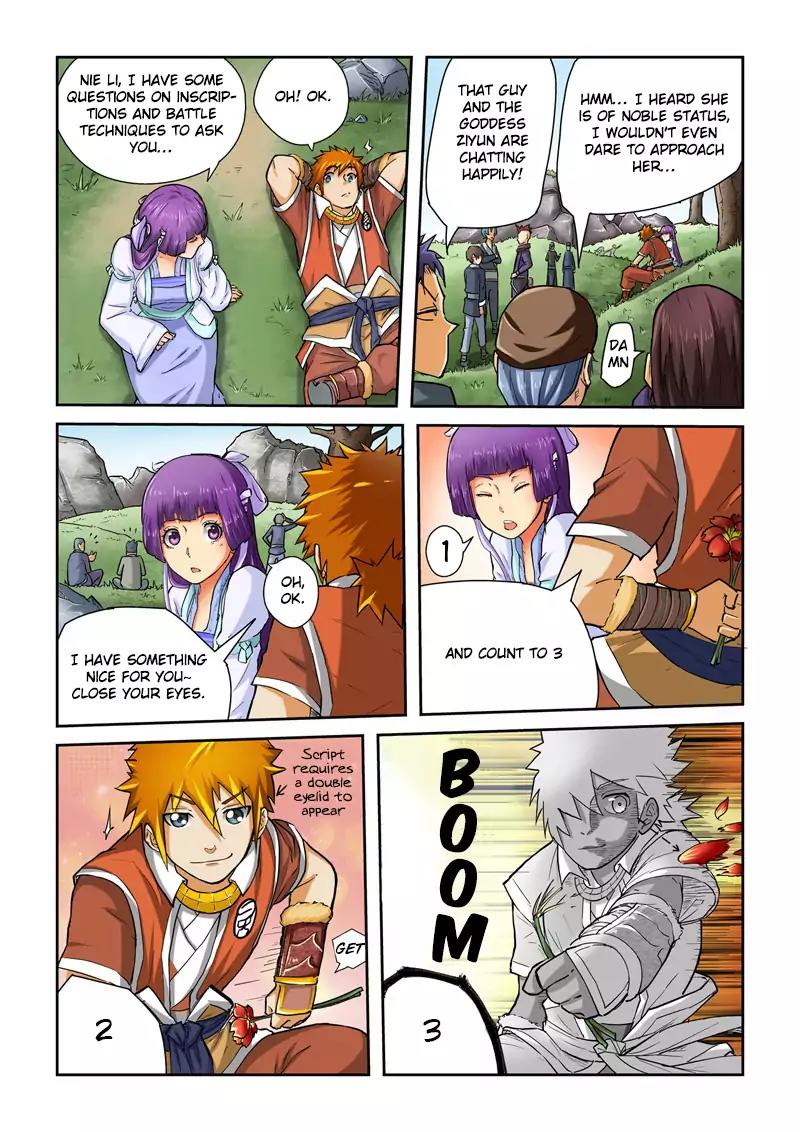 NIE LI, I HAVE SOME
QUESTIONS ON INSCRIP-
TIONS AND BATTLE
TECHNIQUES TO ASK
YOU...
OH! OK.
THAT GUY
AND THE
GODDESS
ZIYUN ARE
CHATTING
HAPPILY!
HMM... I HEARD SHE
IS OF NOBLE STATUS,
I WOULDN'T EVEN
DARE TO APPROACH
HER...
DA
MN
I HAVE SOMETHING
NICE FOR YOU~
CLOSE YOUR EYES.
OH,
OK.
AND COUNT TO 3
1
Script
requires
a double
eyelid to
appear
GET
2
BOOM
3